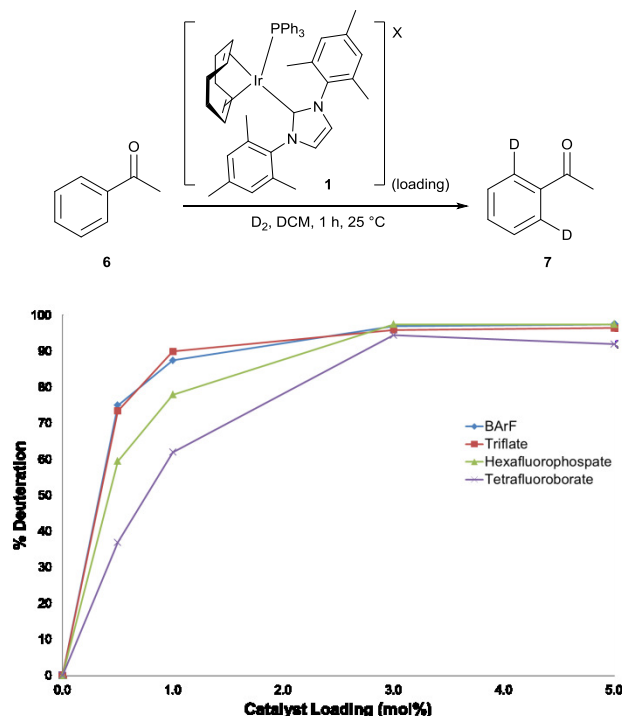 PPh3
X
Ir
N
N
O
1
(loading)
D
O
D2, DCM, 1 h, 25 °C
D
6
7
100
90
80
70
60
50
40
30
20
10
0
% Deuteration
BArF
Triflate
Hexafluorophospate
Tetrafluoroborate
0.0 1.0 2.0 3.0 4.0 5.0
Catalyst Loading (mol%)